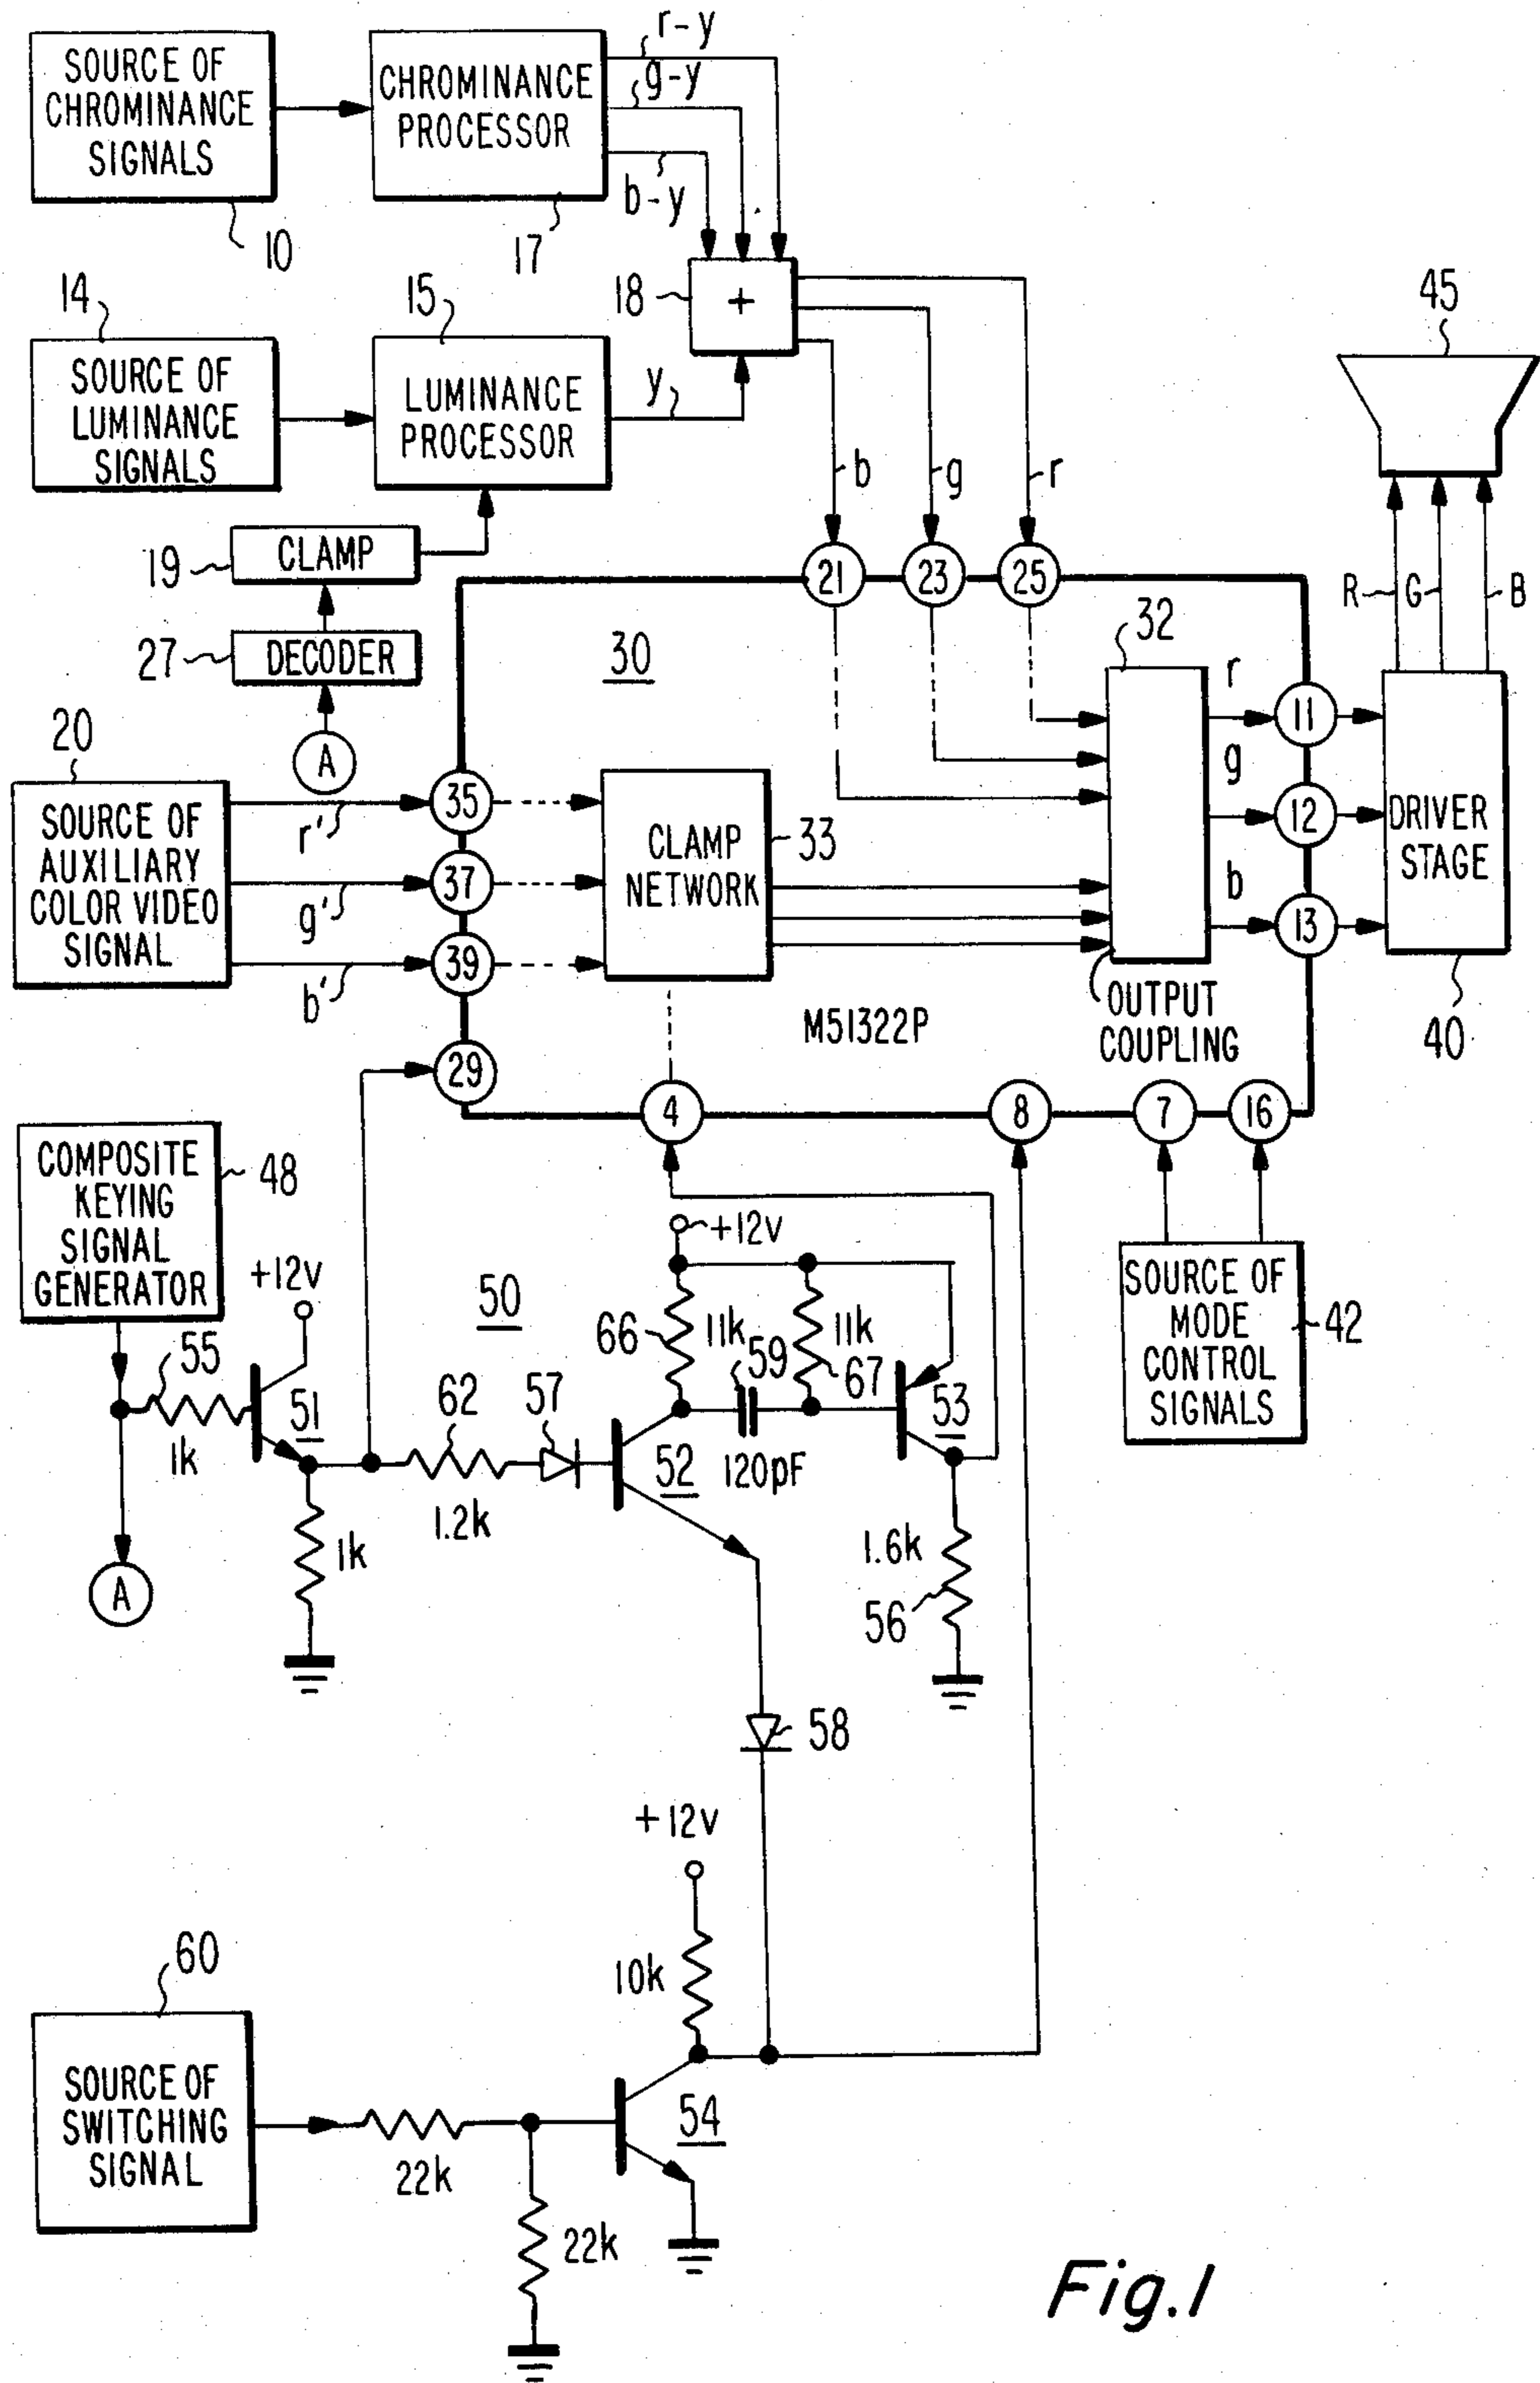 SOURCE OF
CHROMINANCE
SIGNALS
10
CHROMINANCE
PROCESSOR
17
r-y
g-y
b-y
18
+
14
SOURCE OF
LUMINANCE
SIGNALS
15
LUMINANCE
PROCESSOR
y
b
g
r
45
19
CLAMP
27
DECODER
A
21
23
25
30
32
R
G
B
20
SOURCE OF
AUXILIARY
COLOR VIDEO
SIGNAL
r'
g'
b'
35
37
39
29
CLAMP
NETWORK
33
r
g
b
11
12
13
DRIVER
STAGE
40
M51322P
OUTPUT
COUPLING
4
8
7
16
COMPOSITE
KEYING
SIGNAL
GENERATOR
48
+12v
50
+12v
SOURCE OF
MODE
CONTROL
SIGNALS
42
55
1k
51
1k
A
62
1.2k
57
52
66
11k
59
120pF
11k
67
53
1.6k
56
58
+12v
10k
60
SOURCE OF
SWITCHING
SIGNAL
22k
22k
54
Fig.1